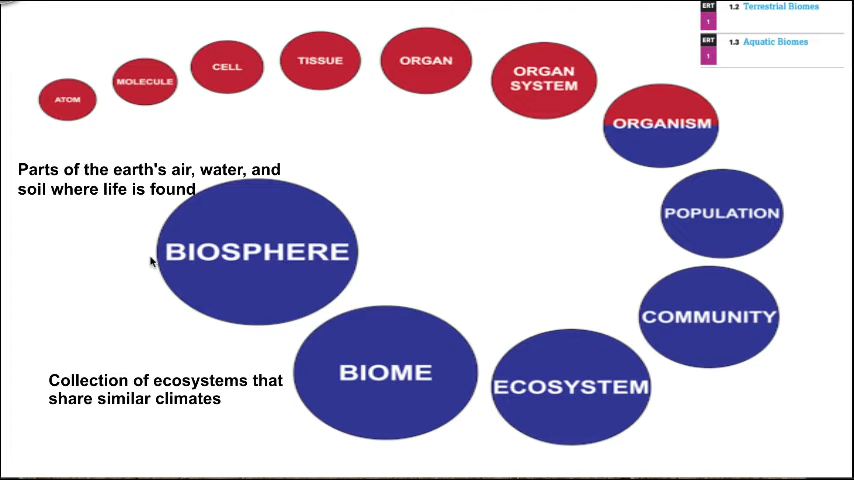 ERT
1.2 Terrestrial Biomes
1
ERT
1.3 Aquatic Biomes
1
ATOM
MOLECULE
CELL
TISSUE
ORGAN
ORGAN
SYSTEM
ORGANISM
POPULATION
COMMUNITY
ECOSYSTEM
BIOME
BIOSPHERE
Parts of the earth's air, water, and
soil where life is found
Collection of ecosystems that
share similar climates